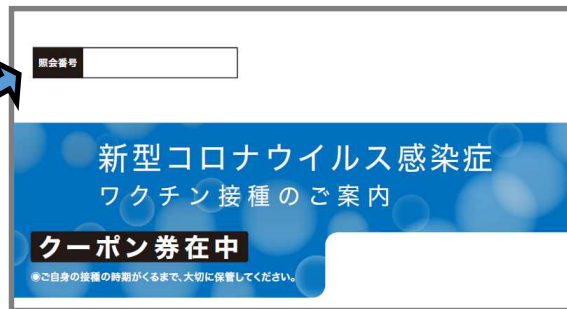 照会番号
新型コロナウイルス感染症
ワクチン接種のご案内
クーポン券在中
◉ご自身の接種の時期がくるまで、大切に保管してください。